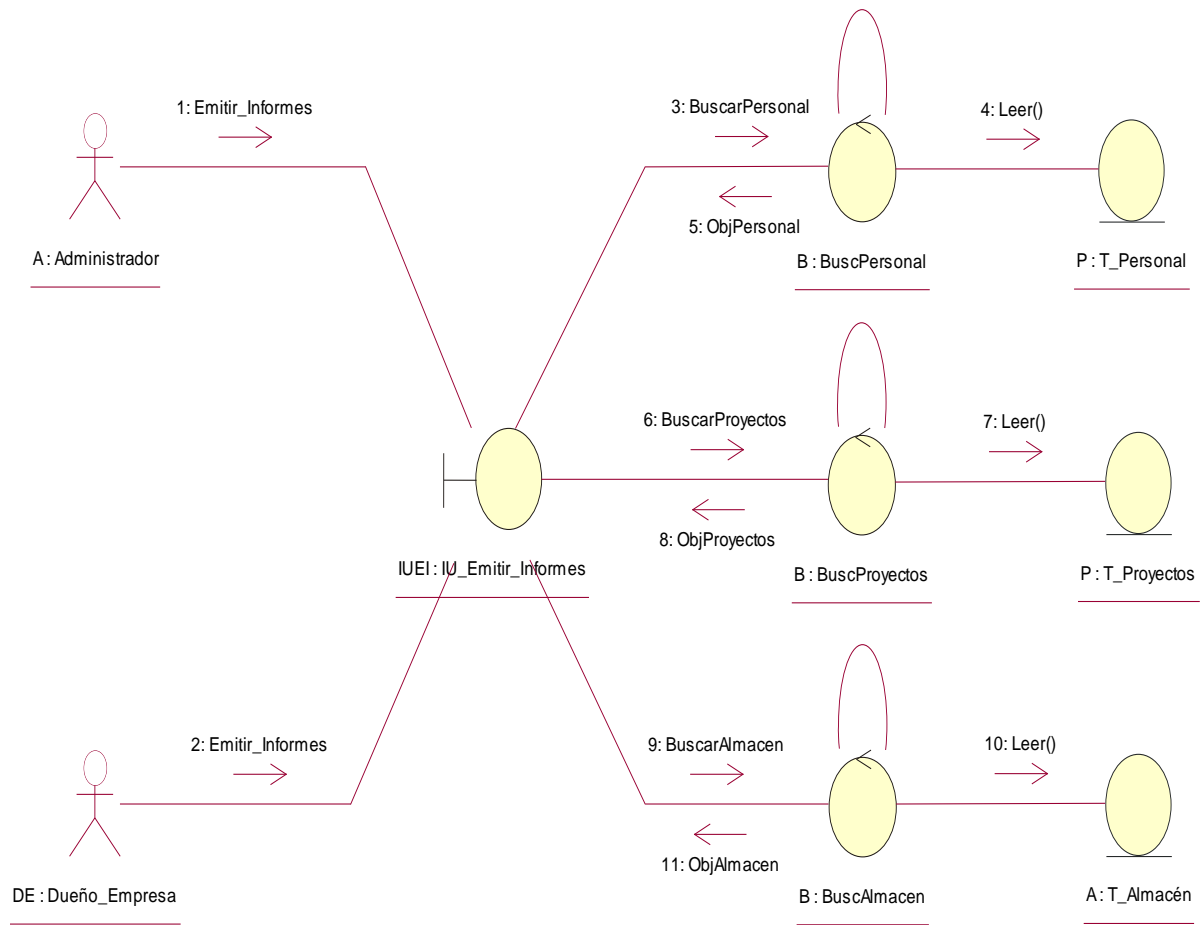 1: Emitir_Informes
3: BuscarPersonal
4: Leer()
5: ObjPersonal
A : Administrador
B : BuscPersonal
P : T_Personal
6: BuscarProyectos
7: Leer()
8: ObjProyectos
IUEI : IU_Emitir_Informes
B : BuscProyectos
P : T_Proyectos
2: Emitir_Informes
9: BuscarAlmacen
10: Leer()
11: ObjAlmacen
DE : Dueño_Empresa
B : BuscAlmacen
A : T_Almacén